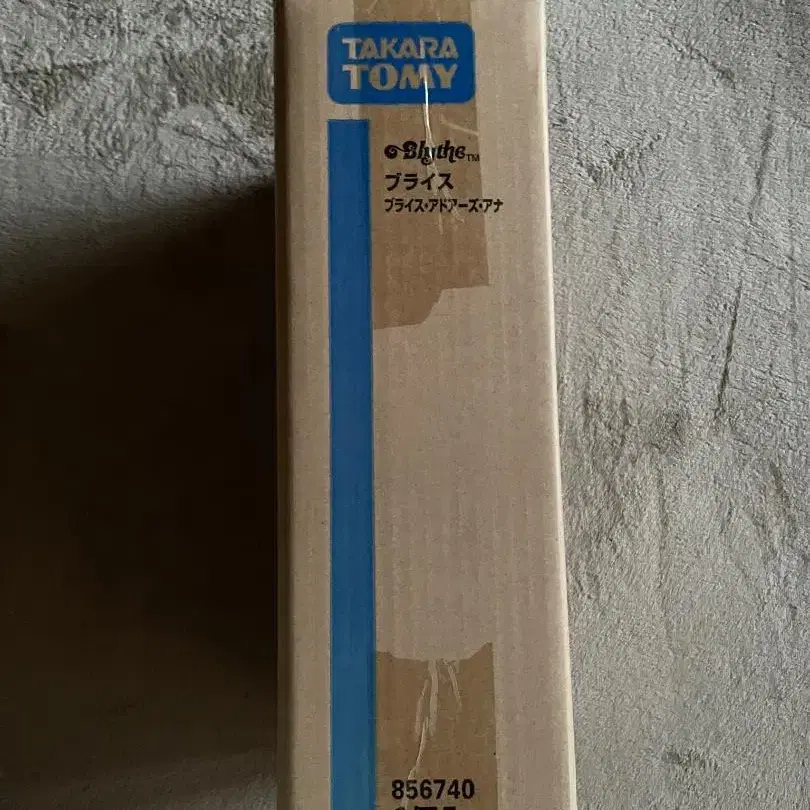 TAKARA
TOMY
Blythe™
ブライス
ブライス・アドアーズ・アナ
856740